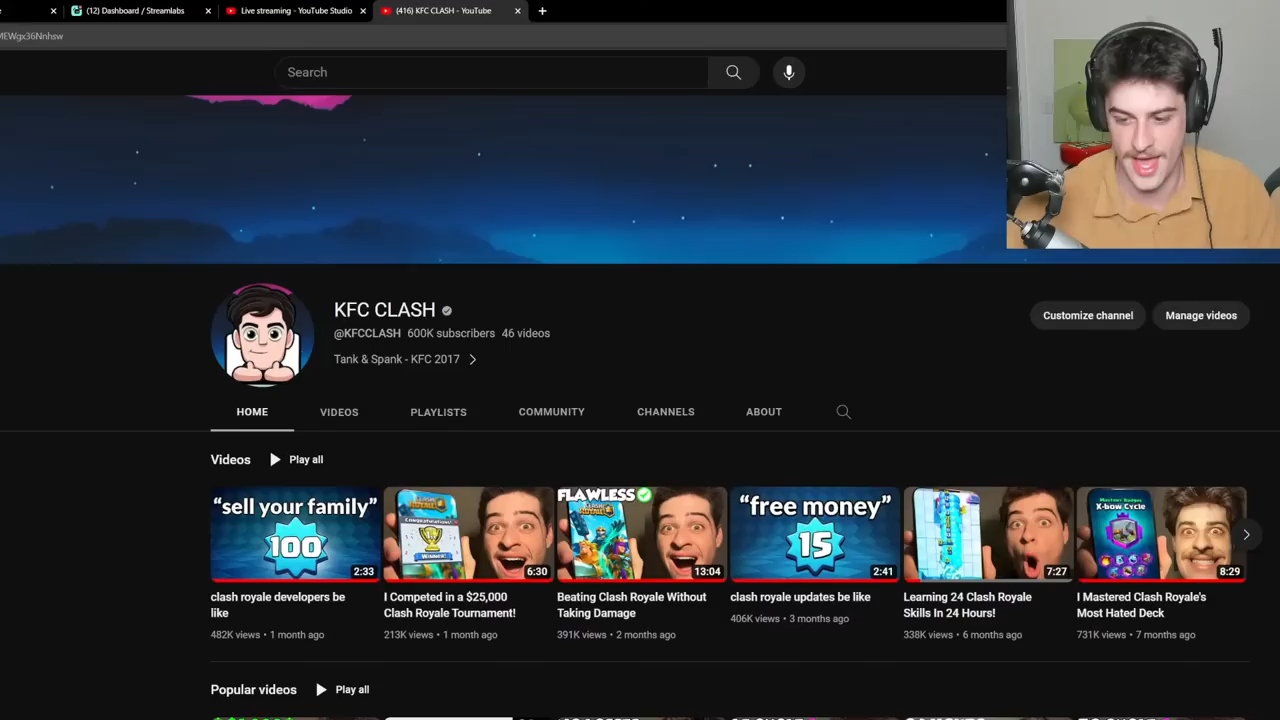 (12) Dashboard / Streamlabs
Live streaming - YouTube Studio
(416) KFC CLASH - YouTube
MEWgx36Nnhsw
Search
KFC CLASH
@KFCCLASH 600K subscribers 46 videos
Tank & Spank - KFC 2017
Customize channel
Manage videos
HOME
VIDEOS
PLAYLISTS
COMMUNITY
CHANNELS
ABOUT
Videos
Play all
"sell your family"
100
2:33
Congratulations!
Winner!
6:30
FLAWLESS
13:04
"free money"
15
2:41
7:27
Mastery Badges
X-bow Cycle
8:29
clash royale developers be
like
482K views • 1 month ago
I Competed in a $25,000
Clash Royale Tournament!
213K views • 1 month ago
Beating Clash Royale Without
Taking Damage
391K views • 2 months ago
clash royale updates be like
406K views • 3 months ago
Learning 24 Clash Royale
Skills In 24 Hours!
338K views • 6 months ago
I Mastered Clash Royale's
Most Hated Deck
731K views • 7 months ago
Popular videos
Play all